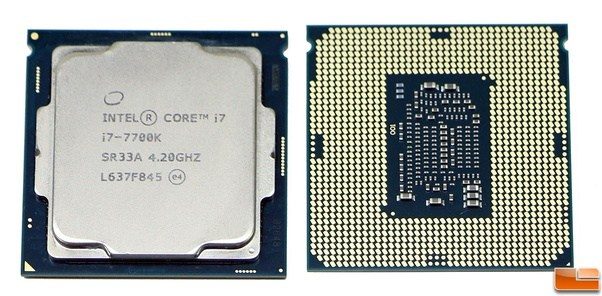 INTEL® CORE™ i7
i7-7700K
SR33A 4.20GHZ
L637F845 e4